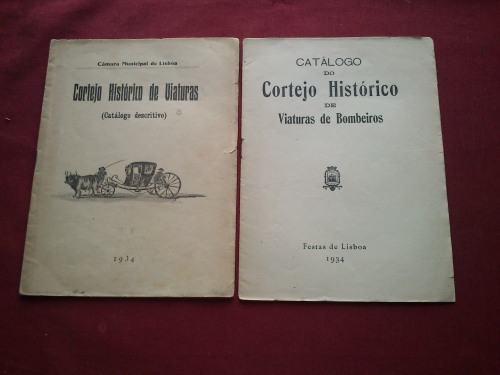 Câmara Municipal de Lisboa
Cortejo Histórico de Viaturas
(Catálogo descritivo)
1934
CATÁLOGO
DO
Cortejo Histórico
DE
Viaturas de Bombeiros
Festas de Lisboa
1934